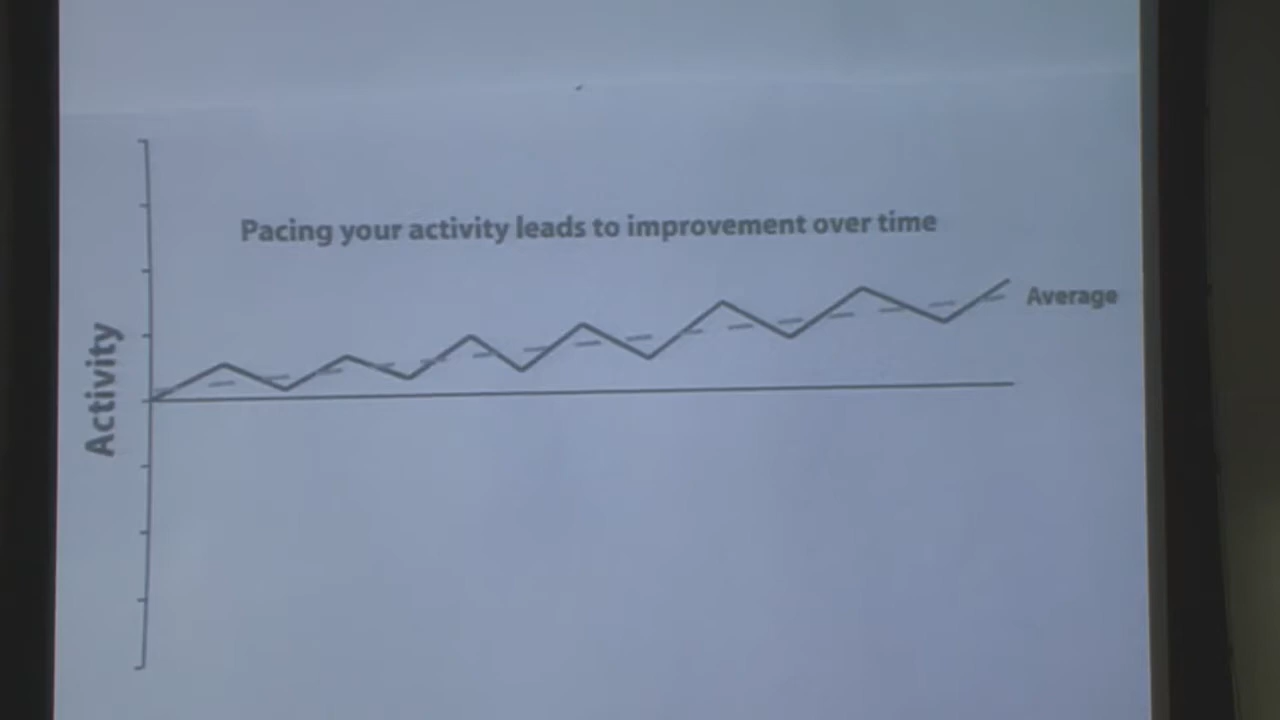 Pacing your activity leads to improvement over time
Average
Activity